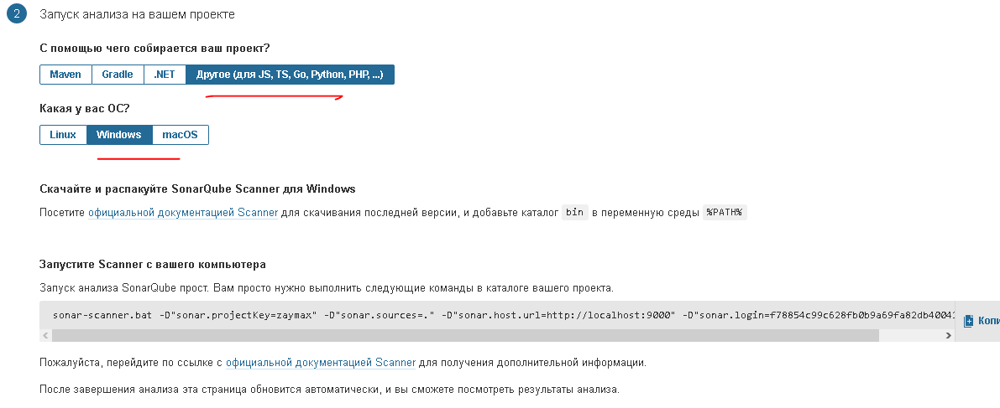 2 Запуск анализа на вашем проекте
С помощью чего собирается ваш проект?
Maven Gradle .NET Другое (для JS, TS, Go, Python, PHP, ...)
Какая у вас ОС?
Linux Windows macOS
Скачайте и распакуйте SonarQube Scanner для Windows
Посетите официальной документацией Scanner для скачивания последней версии, и добавьте каталог bin в переменную среды %PATH%
Запустите Scanner с вашего компьютера
Запуск анализа SonarQube прост. Вам просто нужно выполнить следующие команды в каталоге вашего проекта.
sonar-scanner.bat -D"sonar.projectKey=zaymax" -D"sonar.sources=." -D"sonar.host.url=http://localhost:9000" -D"sonar.login=f78854c99c628fb0b9a69fa82db4004
Пожалуйста, перейдите по ссылке с официальной документацией Scanner для получения дополнительной информации.
После завершения анализа эта страница обновится автоматически, и вы сможете посмотреть результаты анализа.